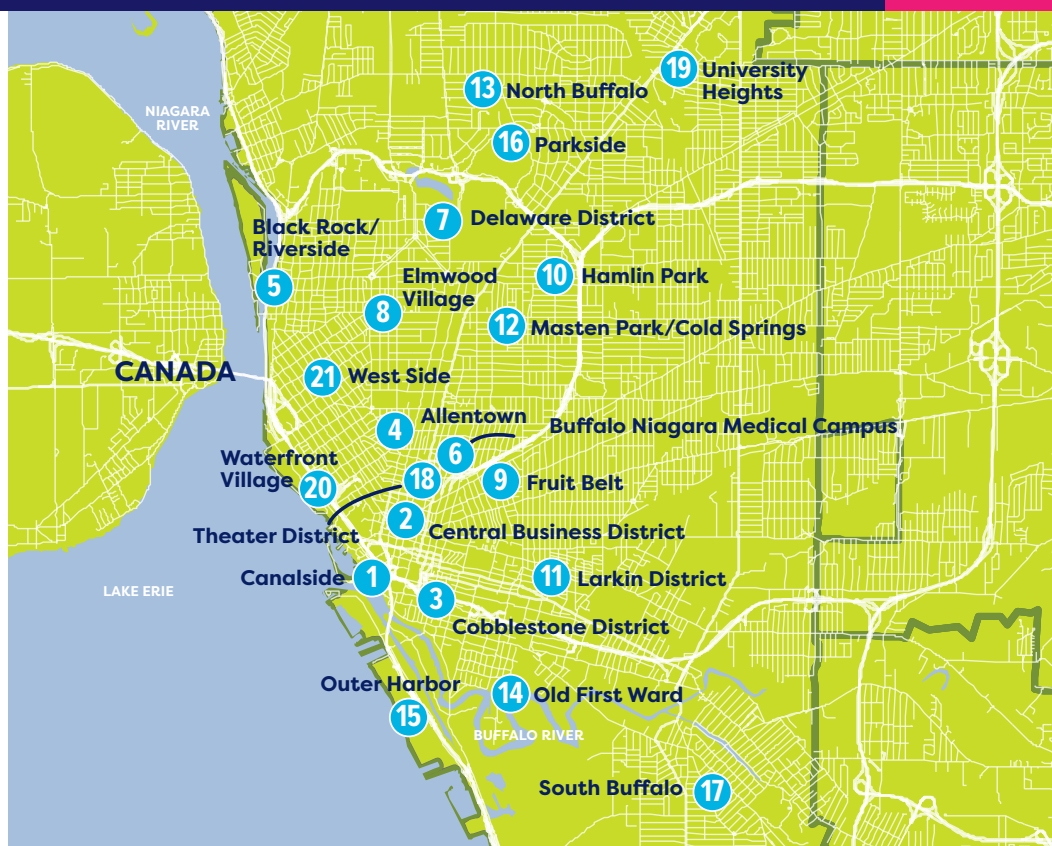 19
University
Heights
13
North Buffalo
NIAGARA
RIVER
16
Parkside
7
Delaware District
Black Rock/
Riverside
5
Elmwood
Village
8
10
Hamlin Park
12
Masten Park/Cold Springs
CANADA
21
West Side
4
Allentown
6
Buffalo Niagara Medical Campus
Waterfront
Village
20
18
9
Fruit Belt
2
Central Business District
Theater District
Canalside
1
11
Larkin District
LAKE ERIE
3
Cobblestone District
Outer Harbor
15
14
Old First Ward
BUFFALO RIVER
South Buffalo
17